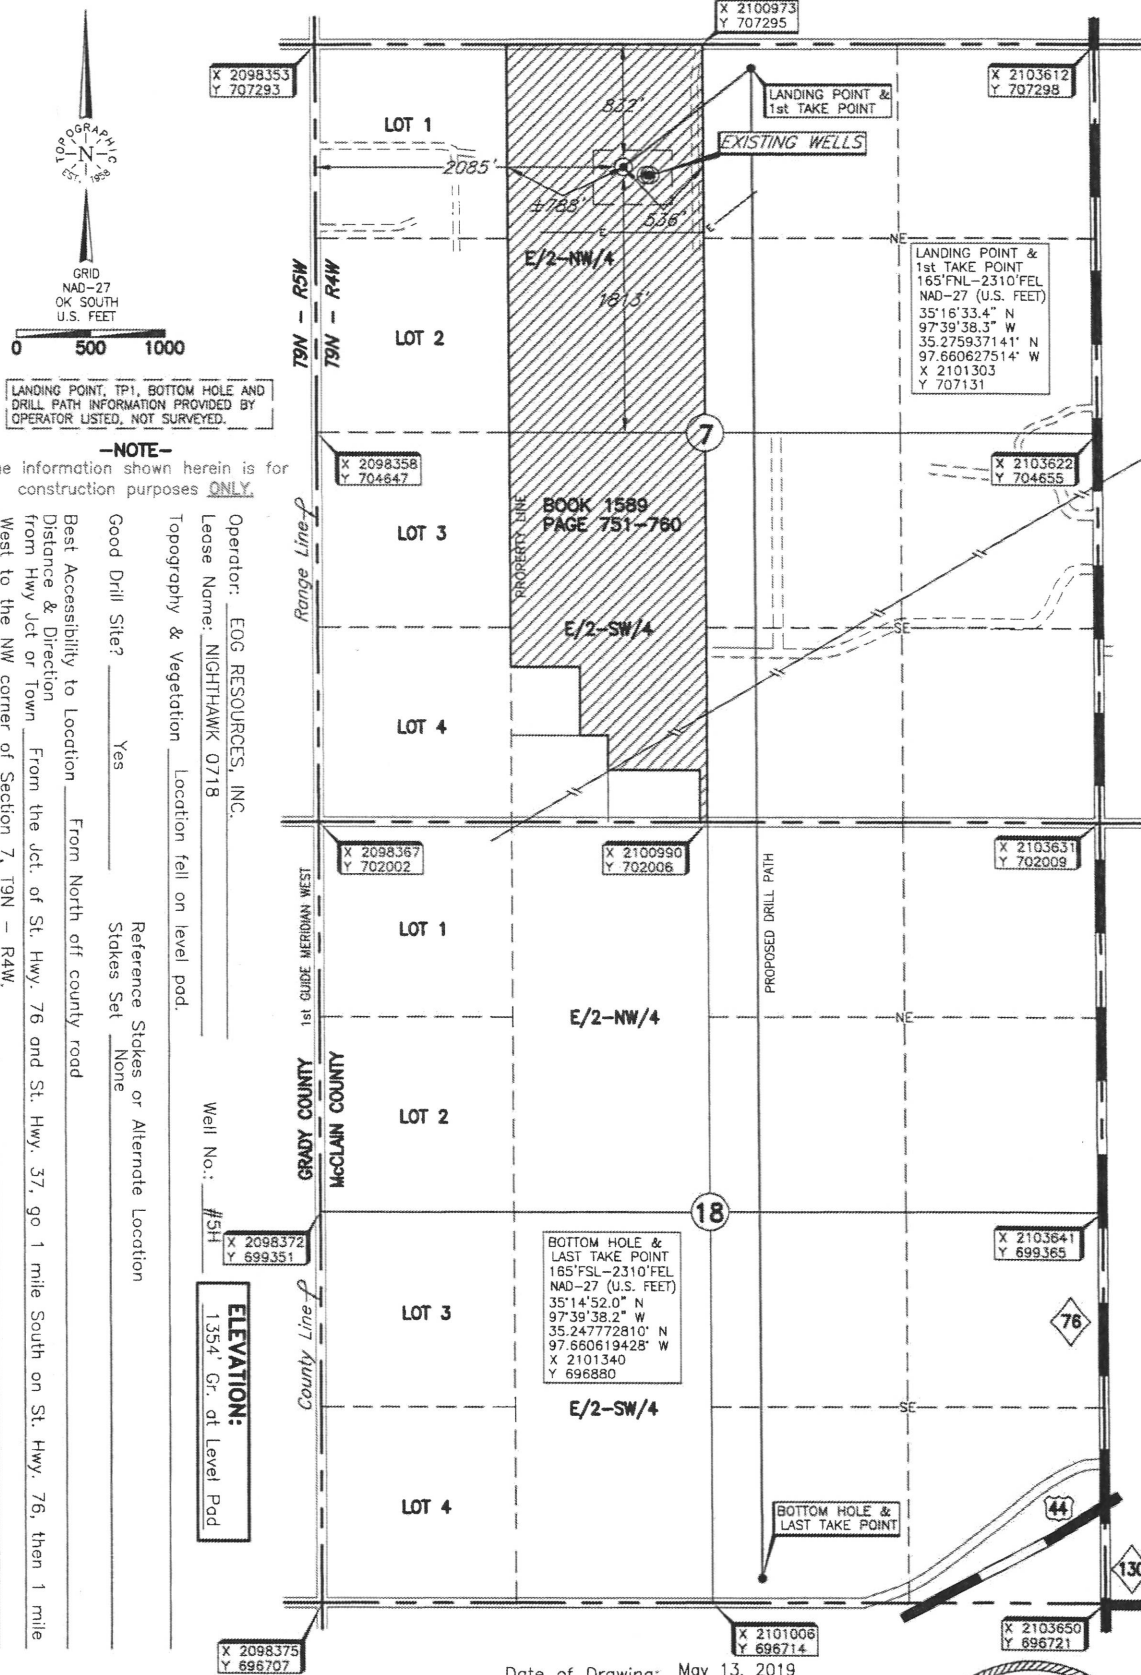 X 2100973
Y 707295
X 2098353
Y 707293
X 2103612
Y 707298
LANDING POINT &
1st TAKE POINT
832'
LOT 1
EXISTING WELLS
TOPOGRAPHIC
N
EST. 1958
2085'
±788'
536'
E
E
NE
E/2-NW/4
GRID
NAD-27
OK SOUTH
U.S. FEET
0 500 1000
T9N - R5W
T9N - R4W
1813'
LOT 2
LANDING POINT &
1st TAKE POINT
165'FNL-2310'FEL
NAD-27 (U.S. FEET)
35°16'33.4" N
97°39'38.3" W
35.275937141° N
97.660627514° W
X 2101303
Y 707131
LANDING POINT, TP1, BOTTOM HOLE AND
DRILL PATH INFORMATION PROVIDED BY
OPERATOR LISTED, NOT SURVEYED.
-NOTE-
e information shown herein is for
construction purposes ONLY.
7
X 2098358
Y 704647
X 2103622
Y 704655
Range Line
LOT 3
PROPERTY LINE
BOOK 1589
PAGE 751-760
E/2-SW/4
SE
LOT 4
Operator: EOG RESOURCES, INC.
Lease Name: NIGHTHAWK 0718
Well No.: #5H
Topography & Vegetation Location fell on level pad.
Good Drill Site? Yes
Reference Stakes or Alternate Location
Stakes Set None
Best Accessibility to Location From North off county road
Distance & Direction
from Hwy Jct or Town From the Jct. of St. Hwy. 76 and St. Hwy. 37, go 1 mile South on St. Hwy. 76, then 1 mile
West to the NW corner of Section 7, T9N - R4W.
X 2098367
Y 702002
X 2100990
Y 702006
X 2103631
Y 702009
1st GUIDE MERIDIAN WEST
PROPOSED DRILL PATH
LOT 1
E/2-NW/4
NE
GRADY COUNTY
McCLAIN COUNTY
LOT 2
18
X 2098372
Y 699351
X 2103641
Y 699365
County Line
ELEVATION:
1354' Gr. at Level Pad
LOT 3
BOTTOM HOLE &
LAST TAKE POINT
165'FSL-2310'FEL
NAD-27 (U.S. FEET)
35°14'52.0" N
97°39'38.2" W
35.247772810° N
97.660619428° W
X 2101340
Y 696880
76
E/2-SW/4
SE
LOT 4
BOTTOM HOLE &
LAST TAKE POINT
44
130
X 2098375
Y 696707
X 2101006
Y 696714
X 2103650
Y 696721
Date of Drawing: May 13, 2019